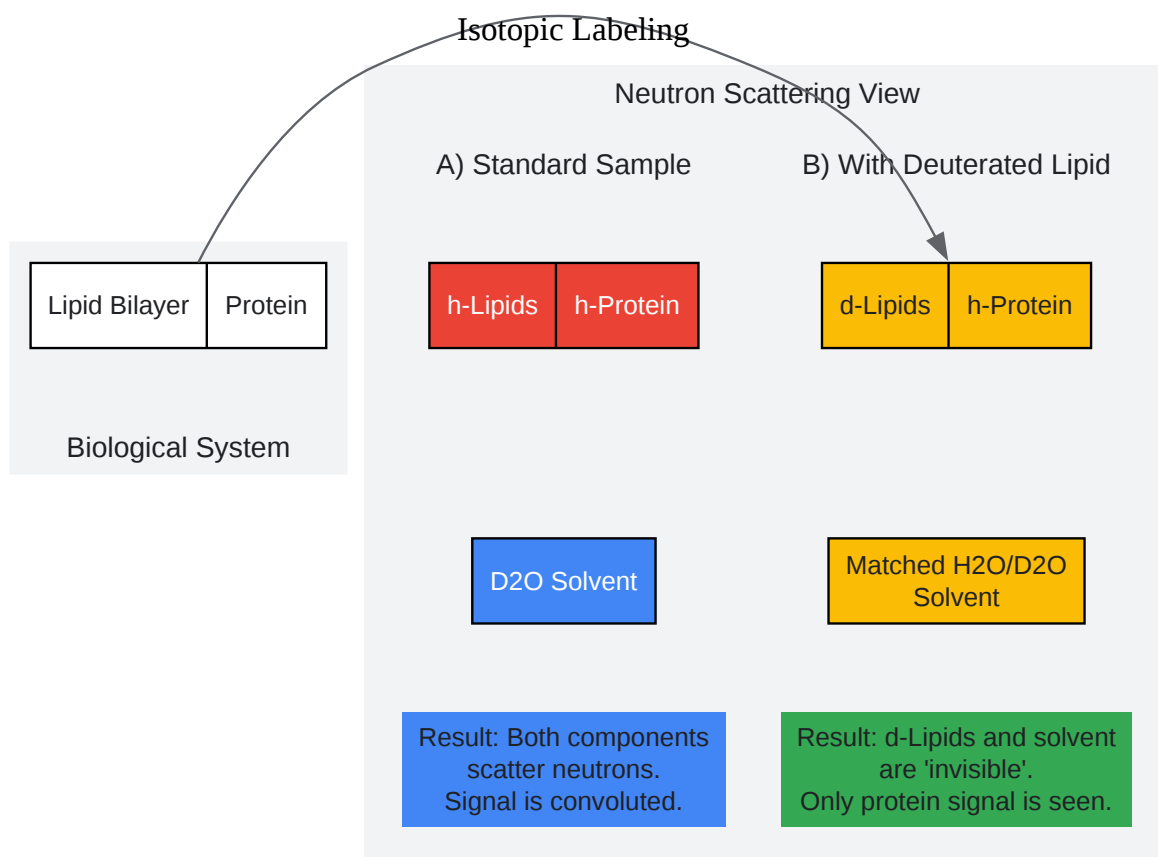 Isotopic Labeling
Neutron Scattering View
A) Standard Sample
B) With Deuterated Lipid
Lipid Bilayer
Protein
h-Lipids
h-Protein
d-Lipids
h-Protein
Biological System
D2O Solvent
Matched H2O/D2O
Solvent
Result: Both components
scatter neutrons.
Signal is convoluted.
Result: d-Lipids and solvent
are 'invisible'.
Only protein signal is seen.